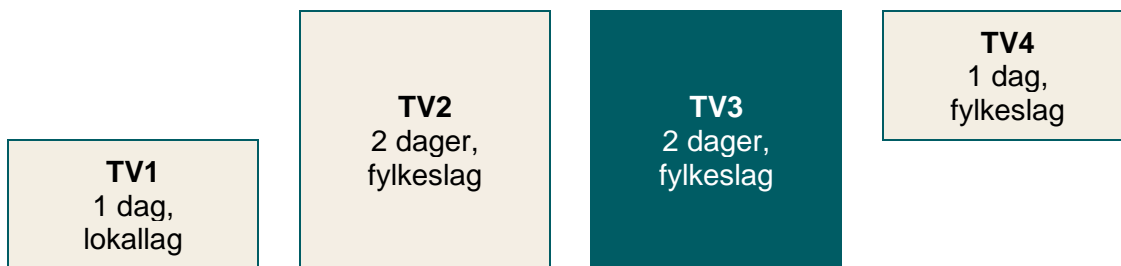 TV1
1 dag,
lokallag
TV2
2 dager,
fylkeslag
TV3
2 dager,
fylkeslag
TV4
1 dag,
fylkeslag